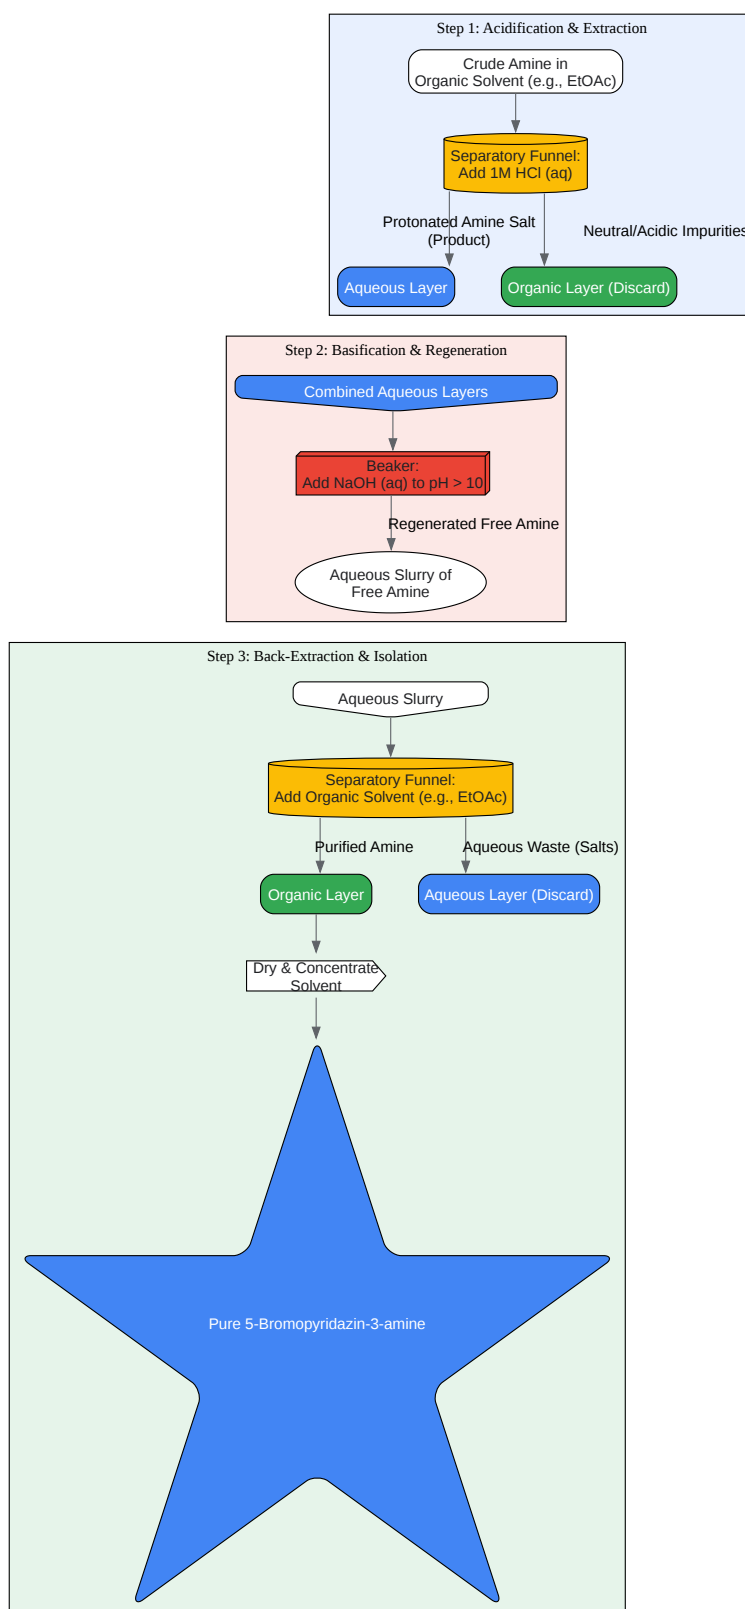 Step 1: Acidification & Extraction
Crude Amine in
Organic Solvent (e.g., EtOAc)
Separatory Funnel:
Add 1M HCl (aq)
Protonated Amine Salt
(Product)
Neutral/Acidic Impurities
Aqueous Layer
Organic Layer (Discard)
Step 2: Basification & Regeneration
Combined Aqueous Layers
Beaker:
Add NaOH (aq) to pH > 10
Regenerated Free Amine
Aqueous Slurry of
Free Amine
Step 3: Back-Extraction & Isolation
Aqueous Slurry
Separatory Funnel:
Add Organic Solvent (e.g., EtOAc)
Purified Amine
Aqueous Waste (Salts)
Organic Layer
Aqueous Layer (Discard)
Dry & Concentrate
Solvent
Pure 5-Bromopyridazin-3-amine